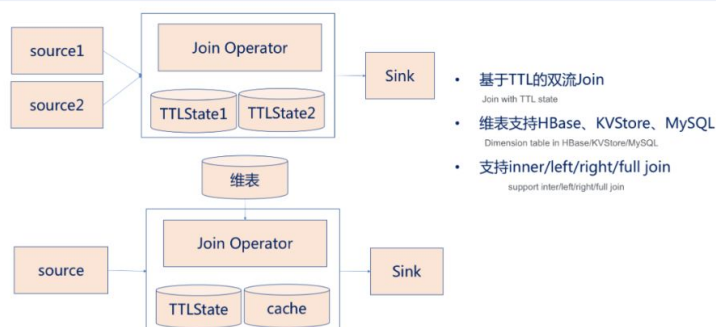 source1
source2
Join Operator
TTLState1
TTLState2
Sink
维表
source
Join Operator
TTLState
cache
Sink
• 基于TTL的双流Join
Join with TTL state
• 维表支持HBase、KVStore、MySQL
Dimension table in HBase/KVStore/MySQL
• 支持inner/left/right/full join
support inter/left/right/full join